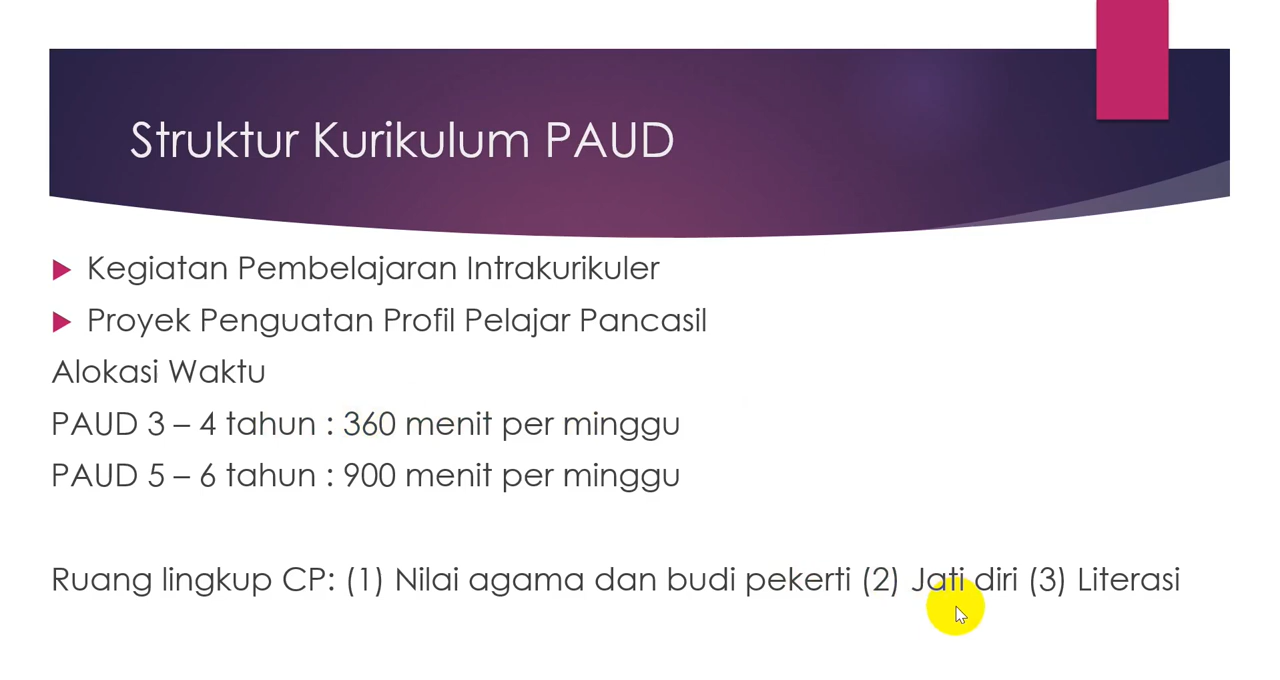 Struktur Kurikulum PAUD
Kegiatan Pembelajaran Intrakurikuler
Proyek Penguatan Profil Pelajar Pancasil
Alokasi Waktu
PAUD 3 – 4 tahun : 360 menit per minggu
PAUD 5 – 6 tahun : 900 menit per minggu
Ruang lingkup CP: (1) Nilai agama dan budi pekerti (2) Jati diri (3) Literasi